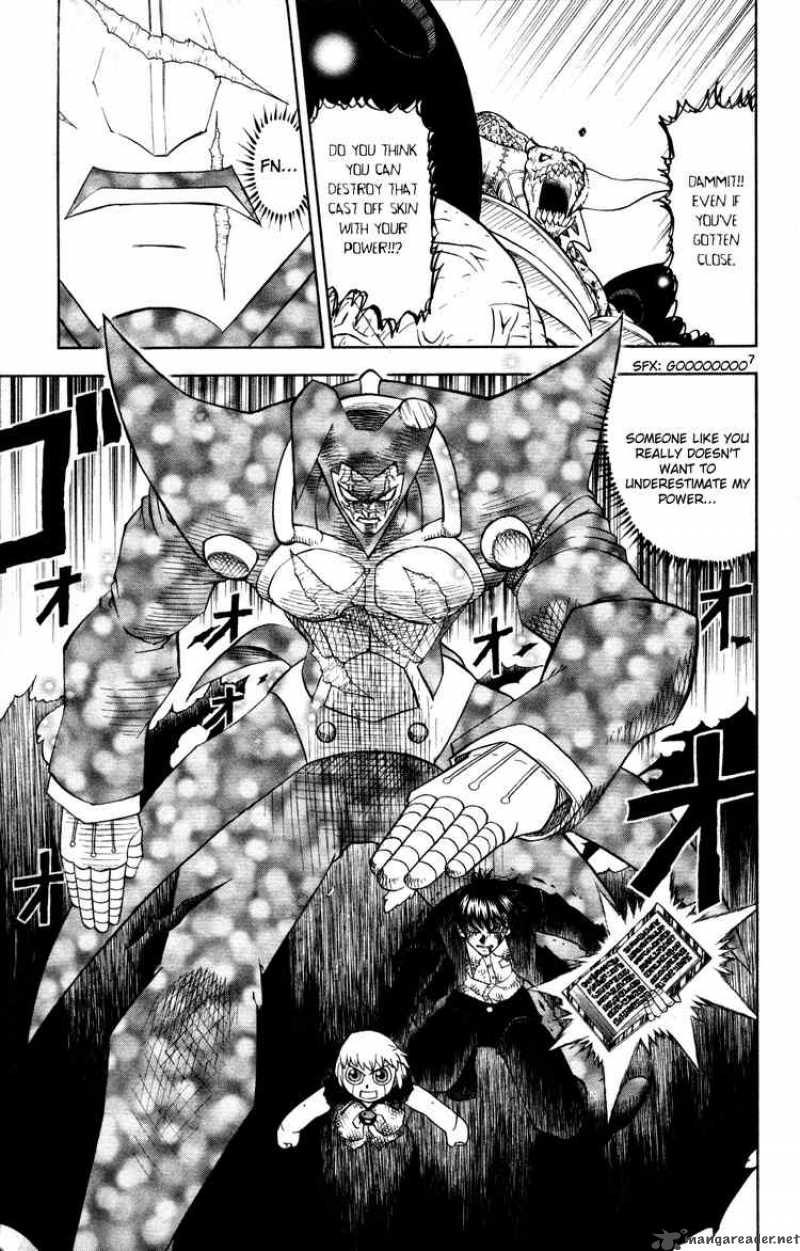 DAMMIT!!
EVEN IF
YOU'VE
GOTTEN
CLOSE.
DO YOU THINK
YOU CAN
DESTROY THAT
CAST OFF SKIN
WITH YOUR
POWER!!?
FN...
SFX: GOOOOOOOO
7
SOMEONE LIKE YOU
REALLY DOESN'T
WANT TO
UNDERESTIMATE MY
POWER...
ゴオオオオオオオ
mangareader.net